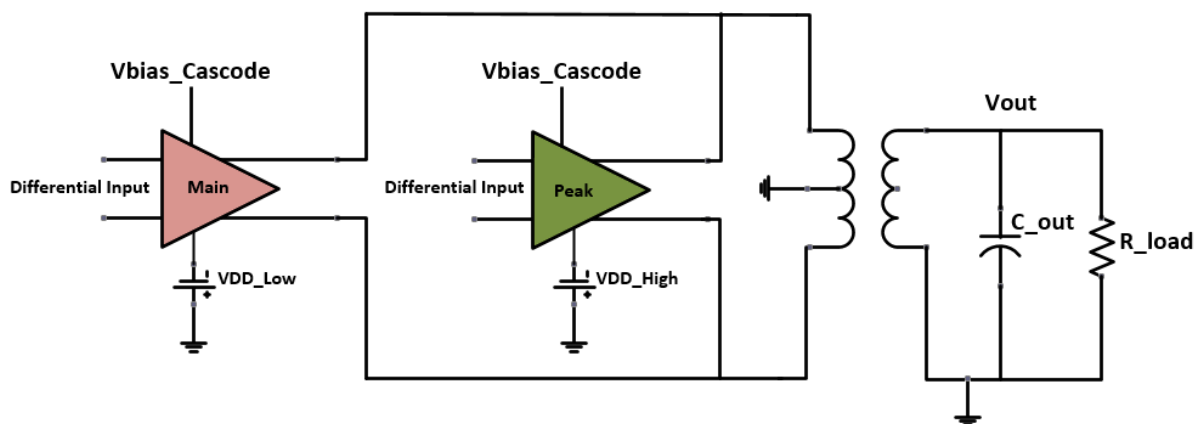 Vbias_Cascode
Vbias_Cascode
Vout
Differential Input
Main
Differential Input
Peak
C_out
R_load
VDD_Low
VDD_High